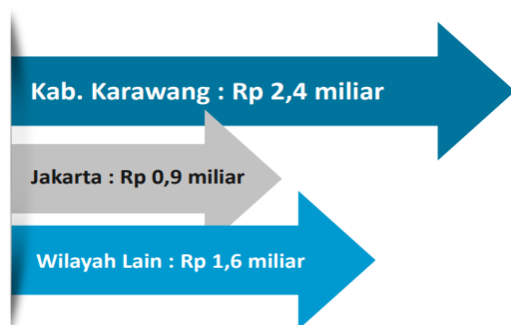 Kab. Karawang : Rp 2,4 miliar
Jakarta : Rp 0,9 miliar
Wilayah Lain : Rp 1,6 miliar